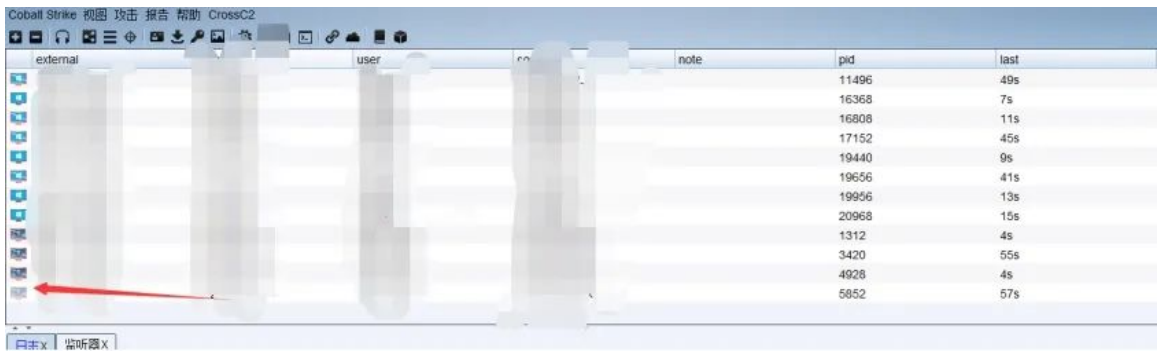 Cobalt Strike 视图 攻击 报告 帮助 CrossC2
external user note pid last
11496 49s
16368 7s
16808 11s
17152 45s
19440 9s
19656 41s
19956 13s
20968 15s
1312 4s
3420 55s
4928 4s
5852 57s
日志X 监听器X